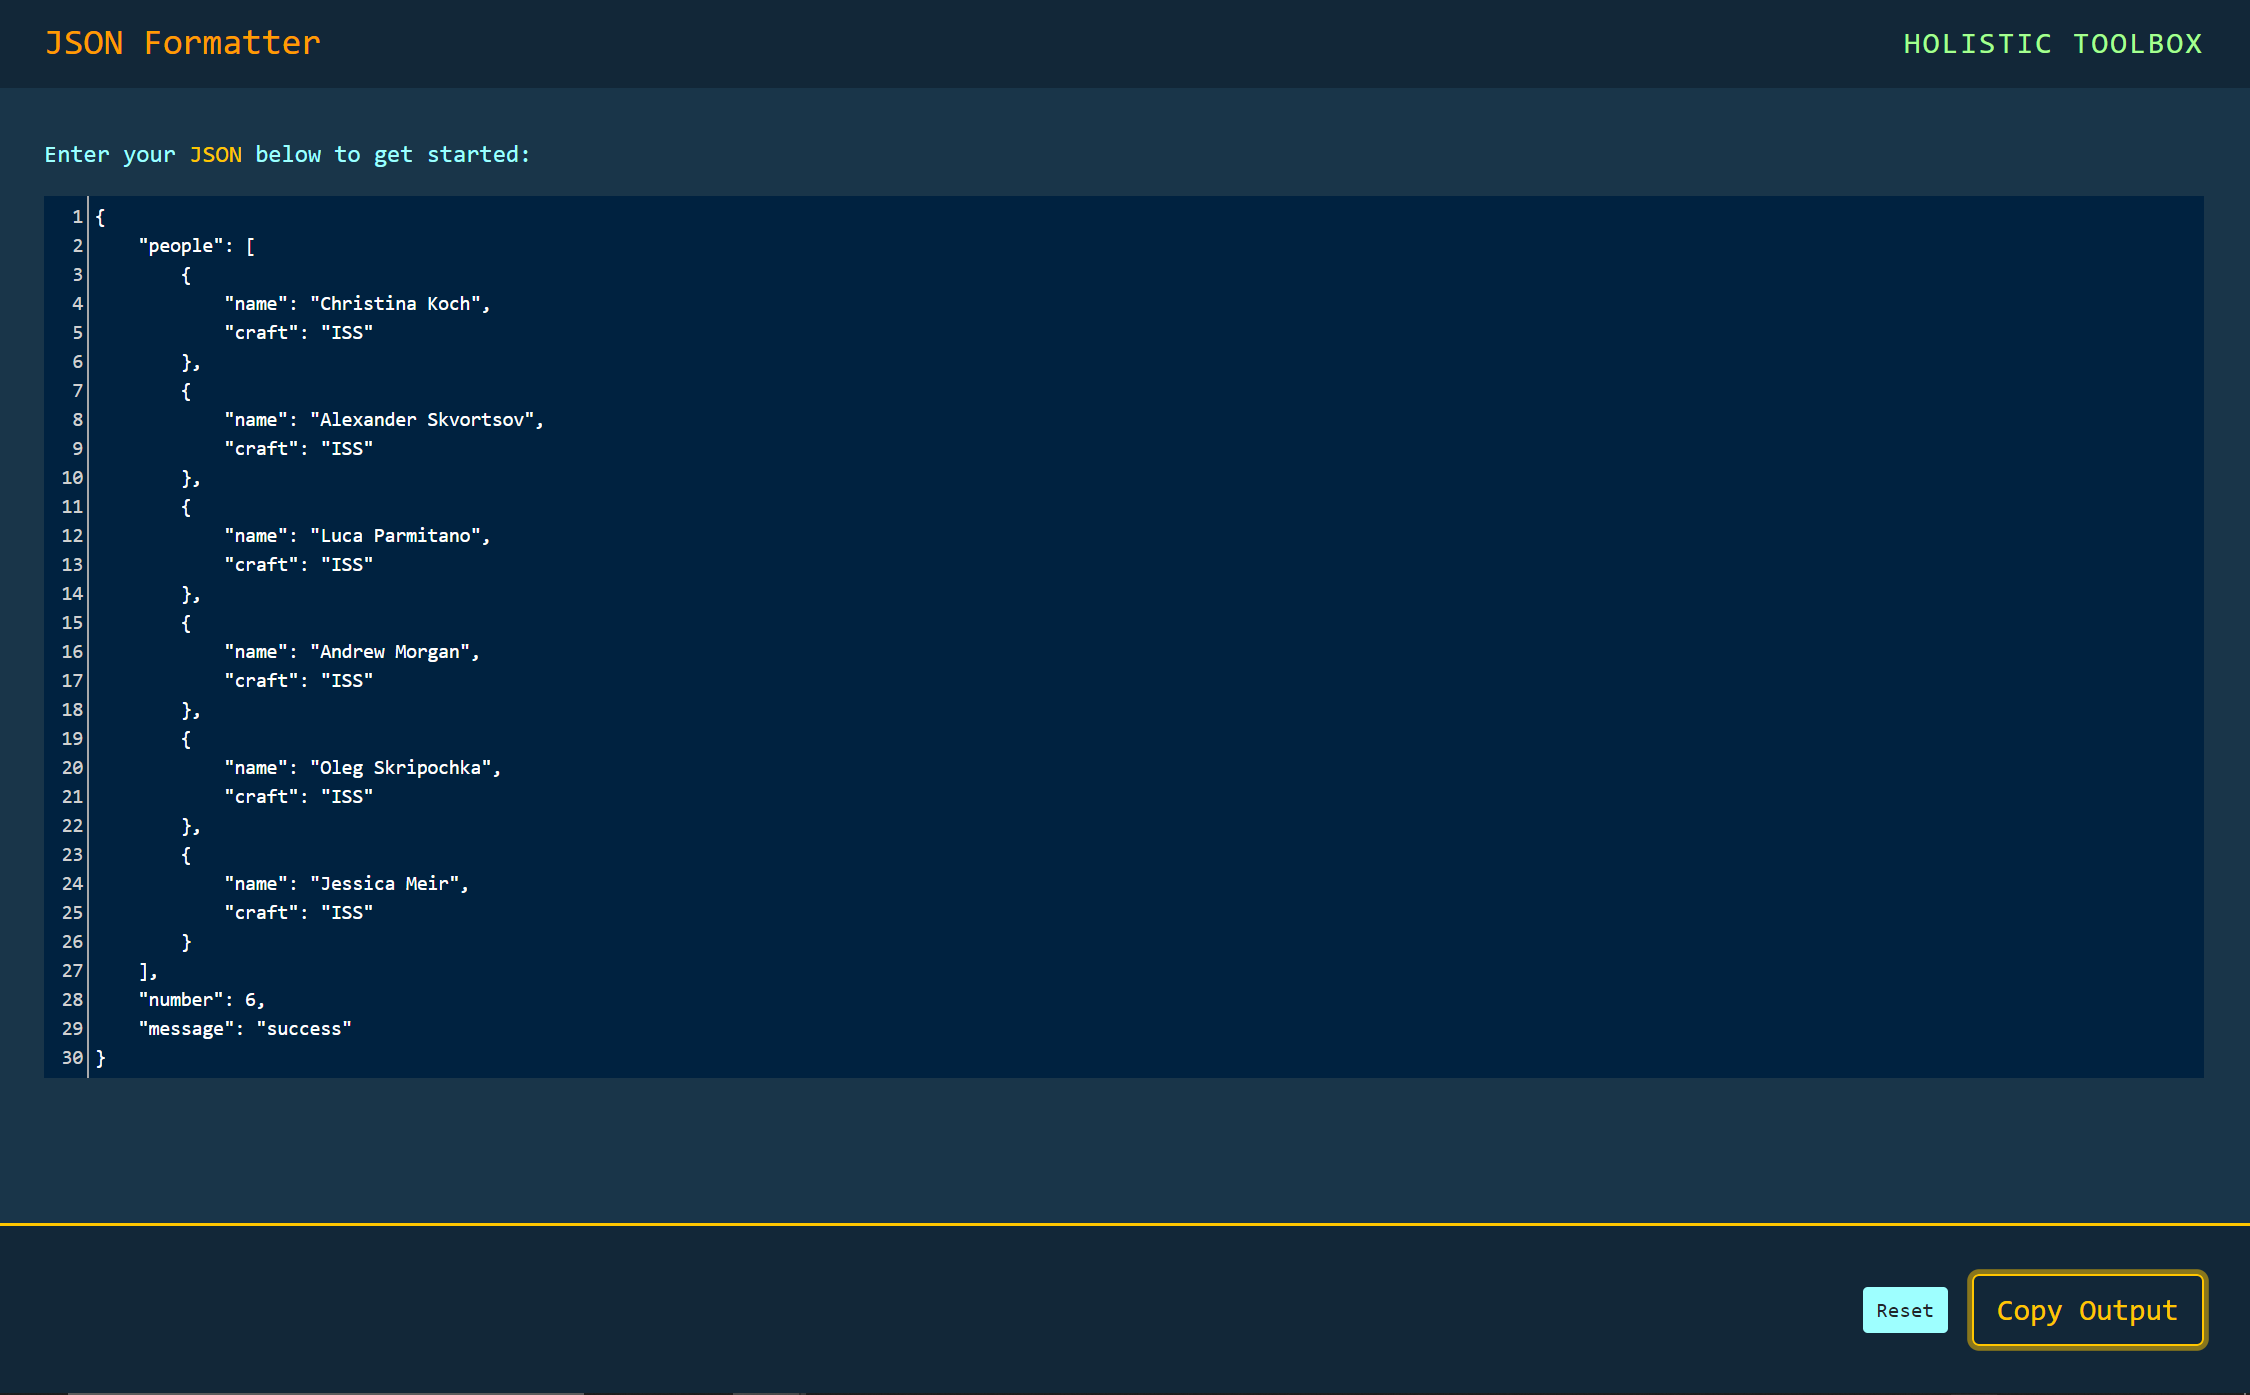 JSON Formatter
HOLISTIC TOOLBOX
Enter your JSON below to get started:
1 {
2     "people": [
3         {
4             "name": "Christina Koch",
5             "craft": "ISS"
6         },
7         {
8             "name": "Alexander Skvortsov",
9             "craft": "ISS"
10         },
11         {
12             "name": "Luca Parmitano",
13             "craft": "ISS"
14         },
15         {
16             "name": "Andrew Morgan",
17             "craft": "ISS"
18         },
19         {
20             "name": "Oleg Skripochka",
21             "craft": "ISS"
22         },
23         {
24             "name": "Jessica Meir",
25             "craft": "ISS"
26         }
27     ],
28     "number": 6,
29     "message": "success"
30 }
Reset
Copy Output